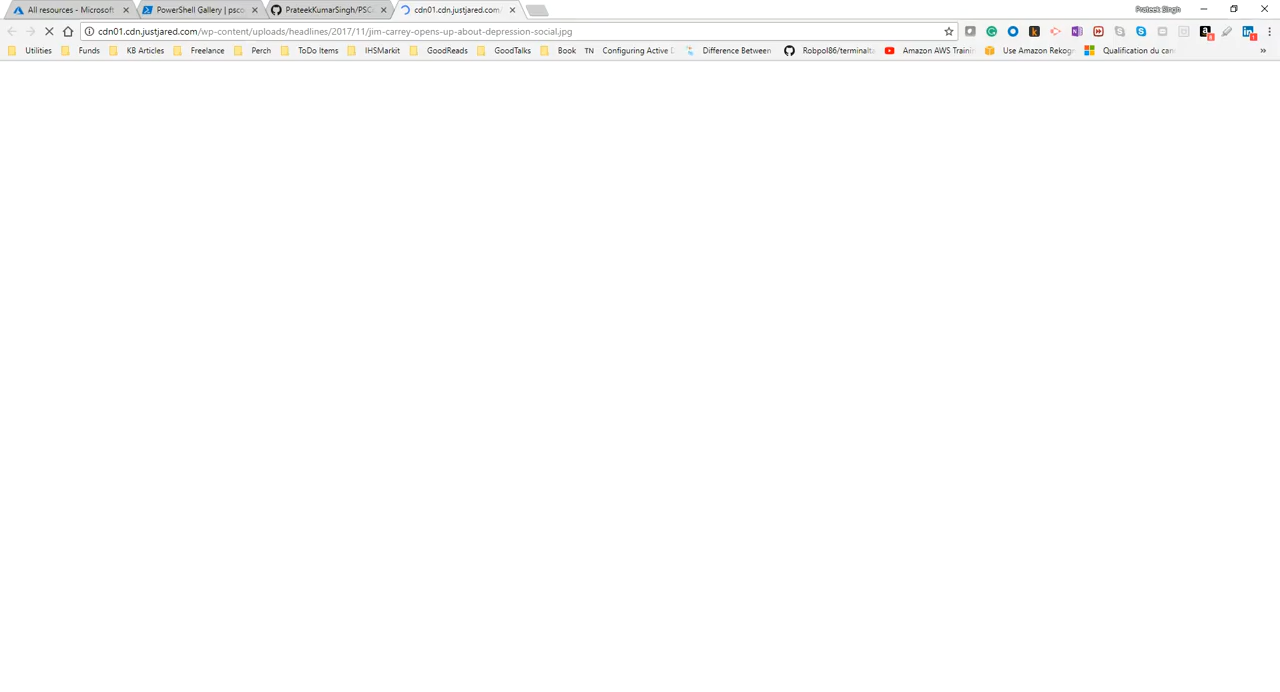 All resources - Microsoft PowerShell Gallery | psco PrateekKumarSingh/PSC cdn01.cdn.justjared.com/ Prateek Singh
cdn01.cdn.justjared.com/wp-content/uploads/headlines/2017/11/jim-carrey-opens-up-about-depression-social.jpg
Utilities Funds KB Articles Freelance Perch ToDo Items IHSMarkit GoodReads GoodTalks Book TN Configuring Active D Difference Between Robpol86/terminalta Amazon AWS Traini Use Amazon Rekogn Qualification du can »